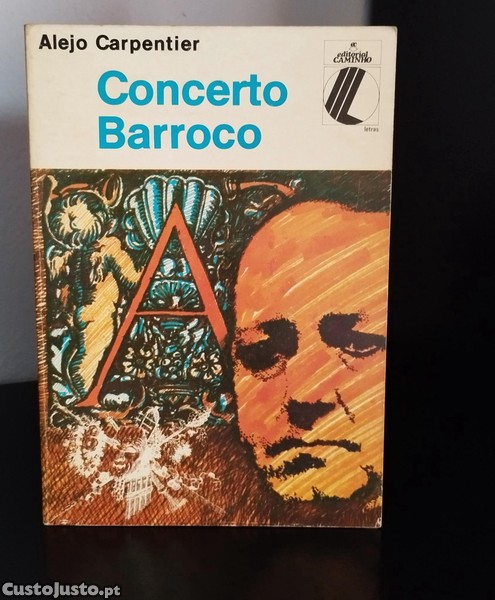 Alejo Carpentier
editorial
CAMINHO
letras
Concerto
Barroco
A
CustoJusto.pt